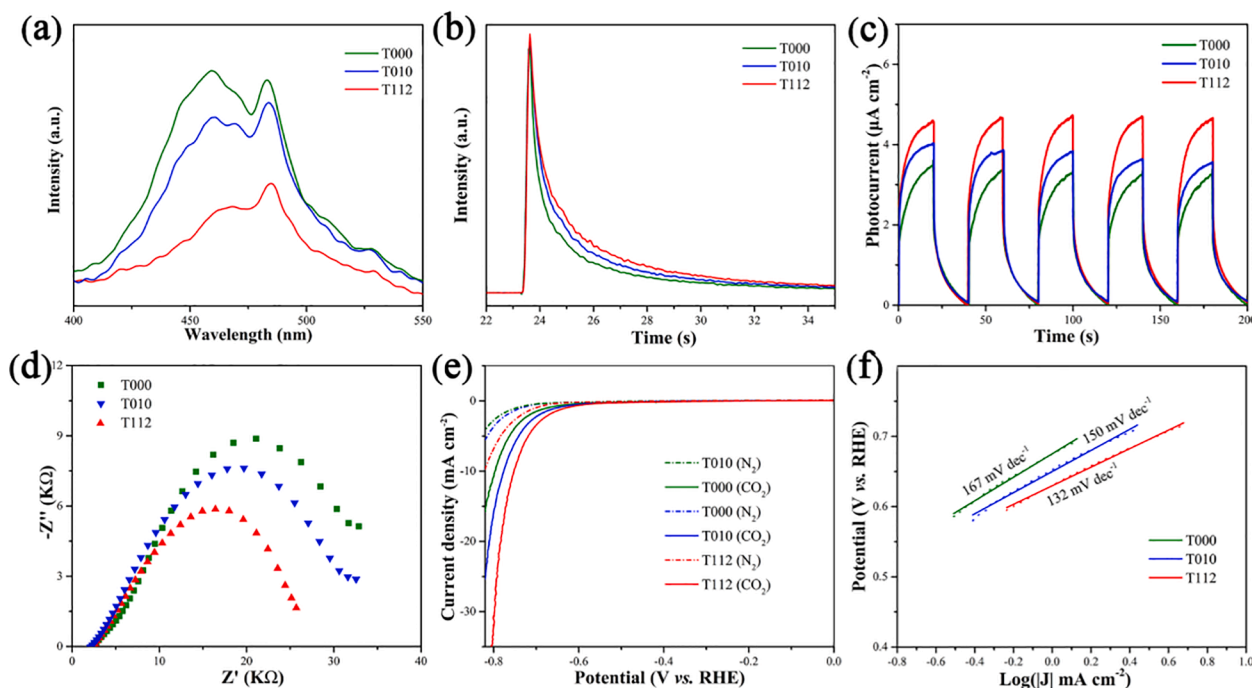 (a)
T000
T010
T112
Intensity (a.u.)
400 450 500 550
Wavelength (nm)
(b)
T000
T010
T112
Intensity (a.u.)
22 24 26 28 30 32 34
Time (s)
(c)
T000
T010
T112
Photocurrent (μA cm⁻²)
6
4
2
0
0 50 100 150 200
Time (s)
(d)
T000
T010
T112
-Z'' (KΩ)
12
9
6
3
0
0 10 20 30 40
Z' (KΩ)
(e)
T010 (N₂)
T000 (CO₂)
T000 (N₂)
T010 (CO₂)
T112 (N₂)
T112 (CO₂)
Current density (mA cm⁻²)
0
-10
-20
-30
-0.8 -0.6 -0.4 -0.2 0.0
Potential (V vs. RHE)
(f)
167 mV dec⁻¹
150 mV dec⁻¹
132 mV dec⁻¹
T000
T010
T112
Potential (V vs. RHE)
0.7
0.6
0.5
0.4
-0.8 -0.6 -0.4 -0.2 0.0 0.2 0.4 0.6 0.8 1.0
Log(|J| mA cm⁻²)